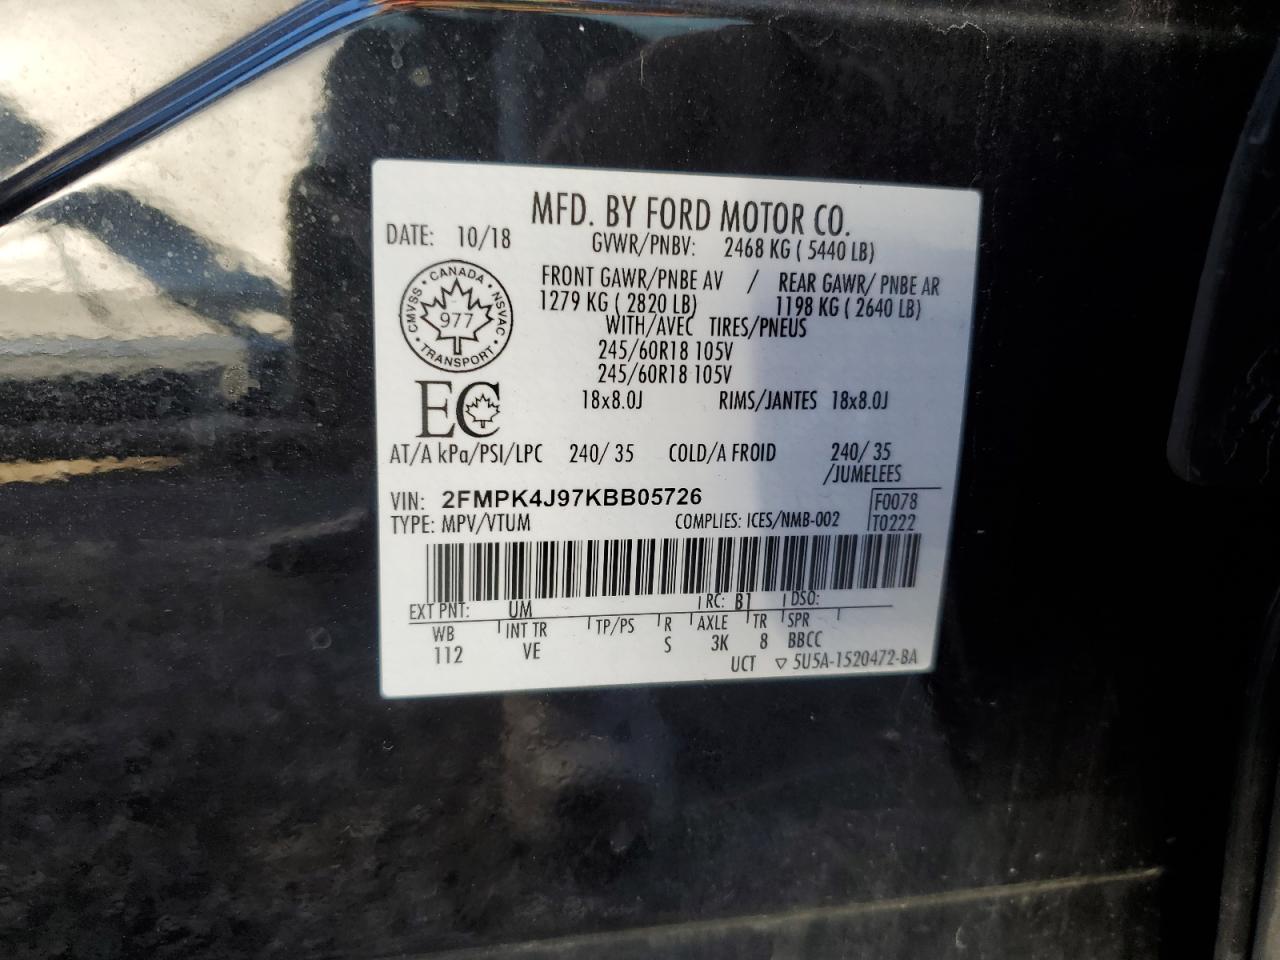 MFD. BY FORD MOTOR CO.
DATE: 10/18
GVWR/PNBV: 2468 KG ( 5440 LB)
FRONT GAWR/PNBE AV / REAR GAWR/ PNBE AR
1279 KG ( 2820 LB) 1198 KG ( 2640 LB)
WITH/AVEC TIRES/PNEUS
245/60R18 105V
245/60R18 105V
18x8.0J RIMS/JANTES 18x8.0J
CANADA
CMVSS NSVAC
977
TRANSPORT
EC
AT/A kPa/PSI/LPC 240/ 35 COLD/A FROID 240/ 35
/JUMELEES
VIN: 2FMPK4J97KBB05726 F0078
TYPE: MPV/VTUM COMPLIES: ICES/NMB-002 T0222
EXT PNT: UM RC: B1 DSO:
WB INT TR TP/PS R AXLE TR SPR
112 VE S 3K 8 BBCC
UCT ▽ 5U5A-1520472-BA